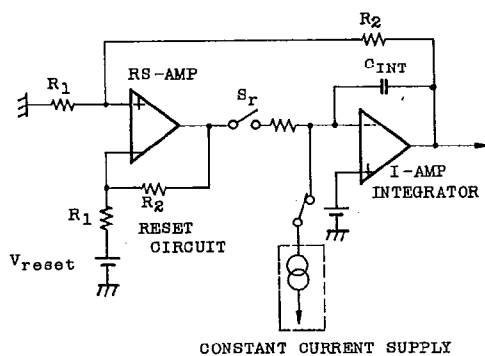 R2
CINT
R1
RS-AMP
Sr
+
−
+
I-AMP
INTEGRATOR
R2
R1
RESET
CIRCUIT
Vreset
CONSTANT CURRENT SUPPLY